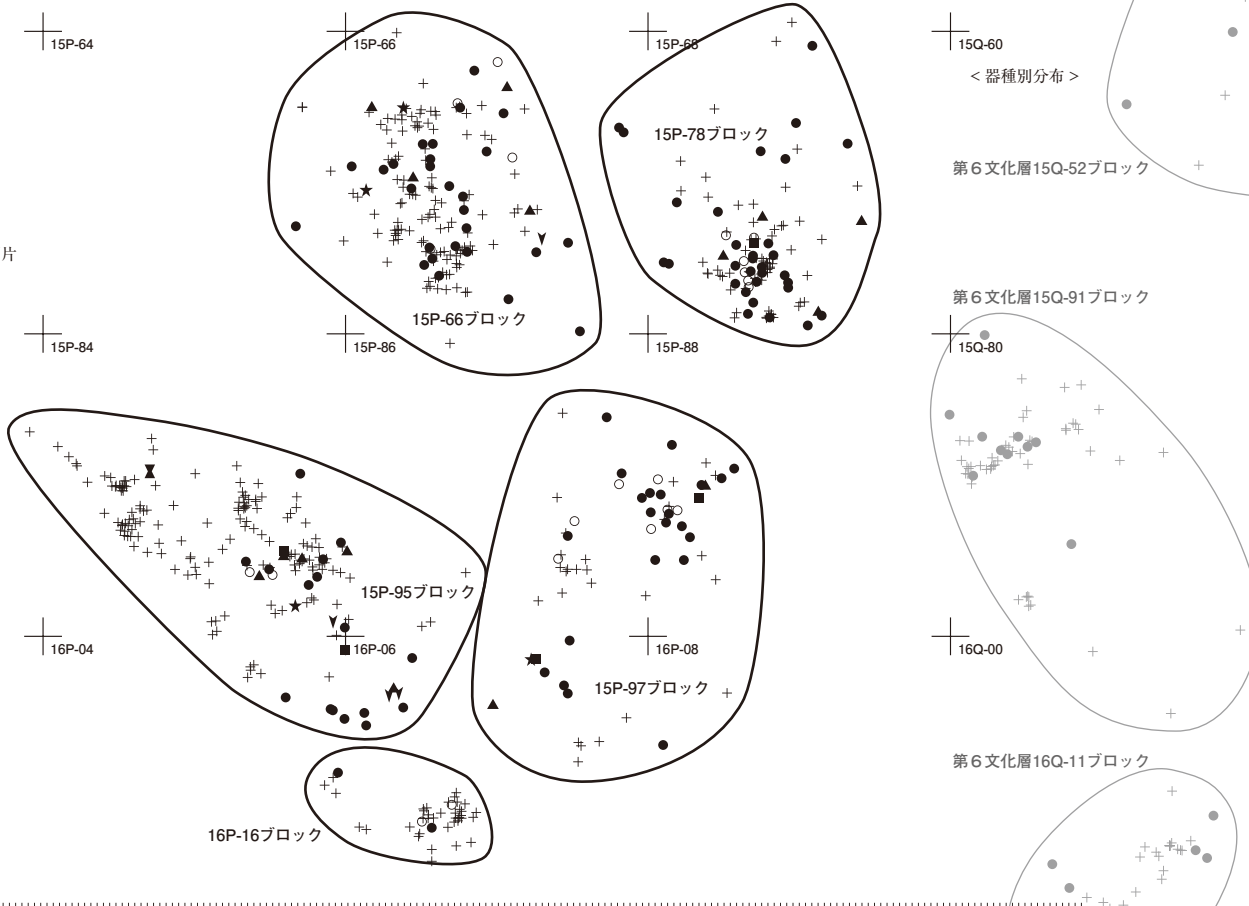 15P-64
15P-66
15P-68
15Q-60
＜器種別分布＞
15P-78ブロック
第６文化層15Q-52ブロック
片
第６文化層15Q-91ブロック
15P-66ブロック
15P-84
15P-86
15P-88
15Q-80
15P-95ブロック
16P-04
16P-06
16P-08
16Q-00
15P-97ブロック
第６文化層16Q-11ブロック
16P-16ブロック